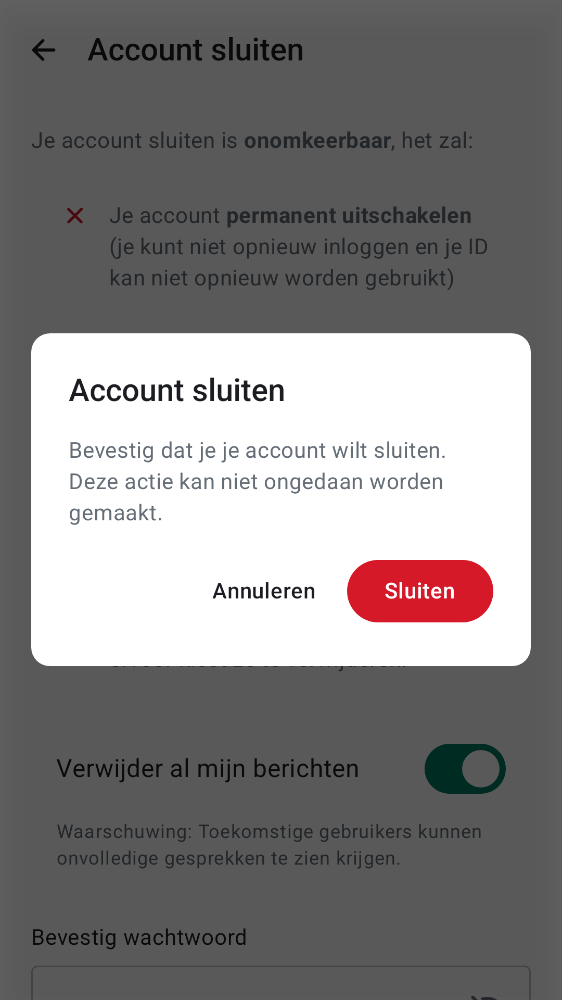 Account sluiten
Je account sluiten is onomkeerbaar, het zal:
Je account permanent uitschakelen
(je kunt niet opnieuw inloggen en je ID
kan niet opnieuw worden gebruikt)
Account sluiten
Bevestig dat je je account wilt sluiten.
Deze actie kan niet ongedaan worden
gemaakt.
Annuleren
Sluiten
Verwijder al mijn berichten
Waarschuwing: Toekomstige gebruikers kunnen
onvolledige gesprekken te zien krijgen.
Bevestig wachtwoord